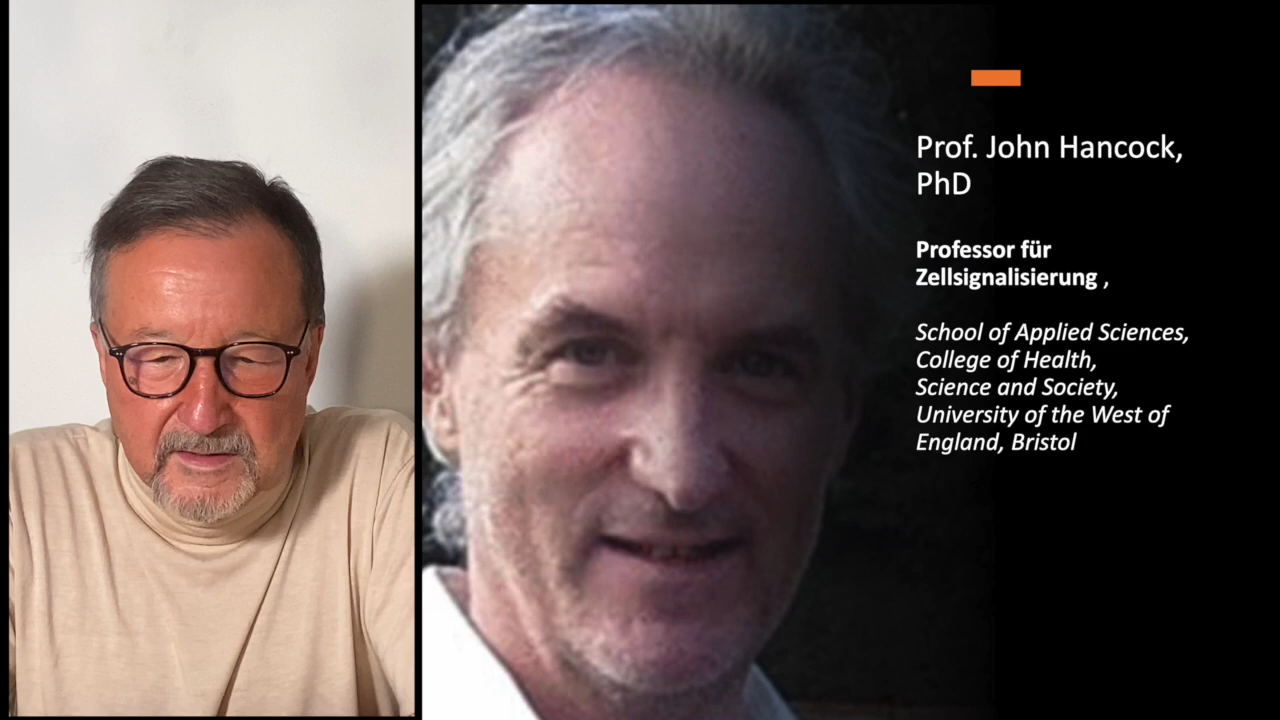 Prof. John Hancock,
PhD
Professor für
Zellsignalisierung ,
School of Applied Sciences,
College of Health,
Science and Society,
University of the West of
England, Bristol